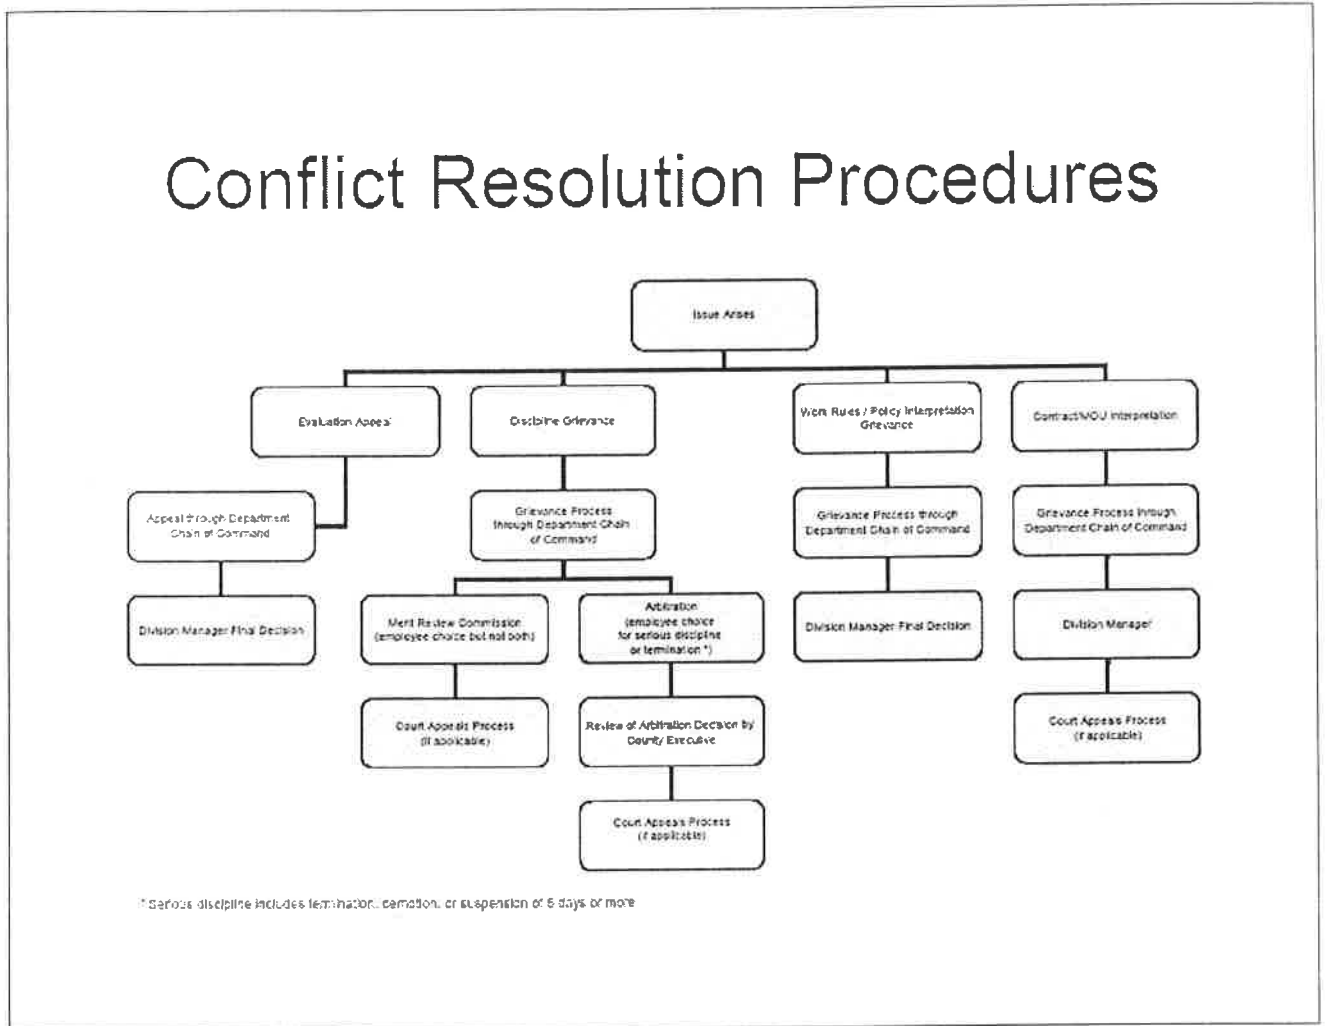 Conflict Resolution Procedures
Issue Arises
Evaluation Appeal
Discipline Grievance
Work Rules / Policy Interpretation
Grievance
Contract/MOU Interpretation
Appeal through Department
Chain of Command
Grievance Process
through Department Chain
of Command
Grievance Process through
Department Chain of Command
Grievance Process through
Department Chain of Command
Division Manager Final Decision
Merit Review Commission
(employee choice but not both)
Arbitration
(employee choice
for serious discipline
or termination *)
Division Manager Final Decision
Division Manager
Court Appeals Process
(if applicable)
Review of Arbitration Decision by
County Executive
Court Appeals Process
(if applicable)
Court Appeals Process
(if applicable)
* Serious discipline includes termination, demotion, or suspension of 5 days or more